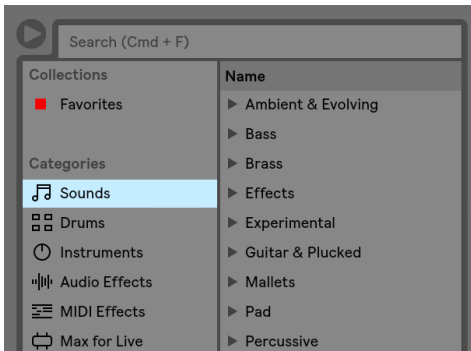 Search (Cmd + F)
Collections
Favorites
Categories
Sounds
Drums
Instruments
Audio Effects
MIDI Effects
Max for Live
Name
Ambient & Evolving
Bass
Brass
Effects
Experimental
Guitar & Plucked
Mallets
Pad
Percussive